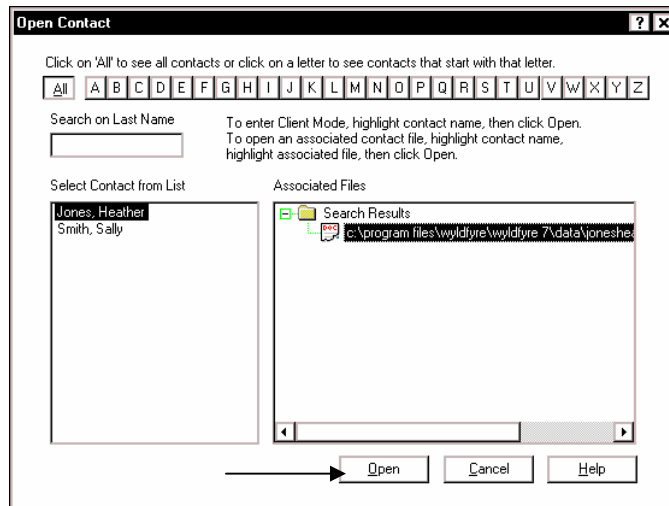 Open Contact
? X
Click on 'All' to see all contacts or click on a letter to see contacts that start with that letter.
All A B C D E F G H I J K L M N O P Q R S T U V W X Y Z
Search on Last Name
To enter Client Mode, highlight contact name, then click Open.
To open an associated contact file, highlight contact name,
highlight associated file, then click Open.
Select Contact from List
Associated Files
Jones, Heather
Smith, Sally
Search Results
DOC
c:\program files\wyldfyre\wyldfyre 7\data\joneshea
Open Cancel Help